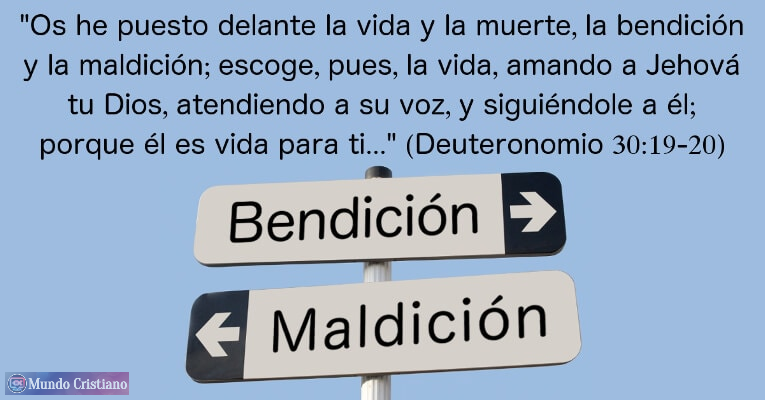 "Os he puesto delante la vida y la muerte, la bendición
y la maldición; escoge, pues, la vida, amando a Jehová
tu Dios, atendiendo a su voz, y siguiéndole a él;
porque él es vida para ti..." (Deuteronomio 30:19-20)
Bendición
Maldición
Mundo Cristiano